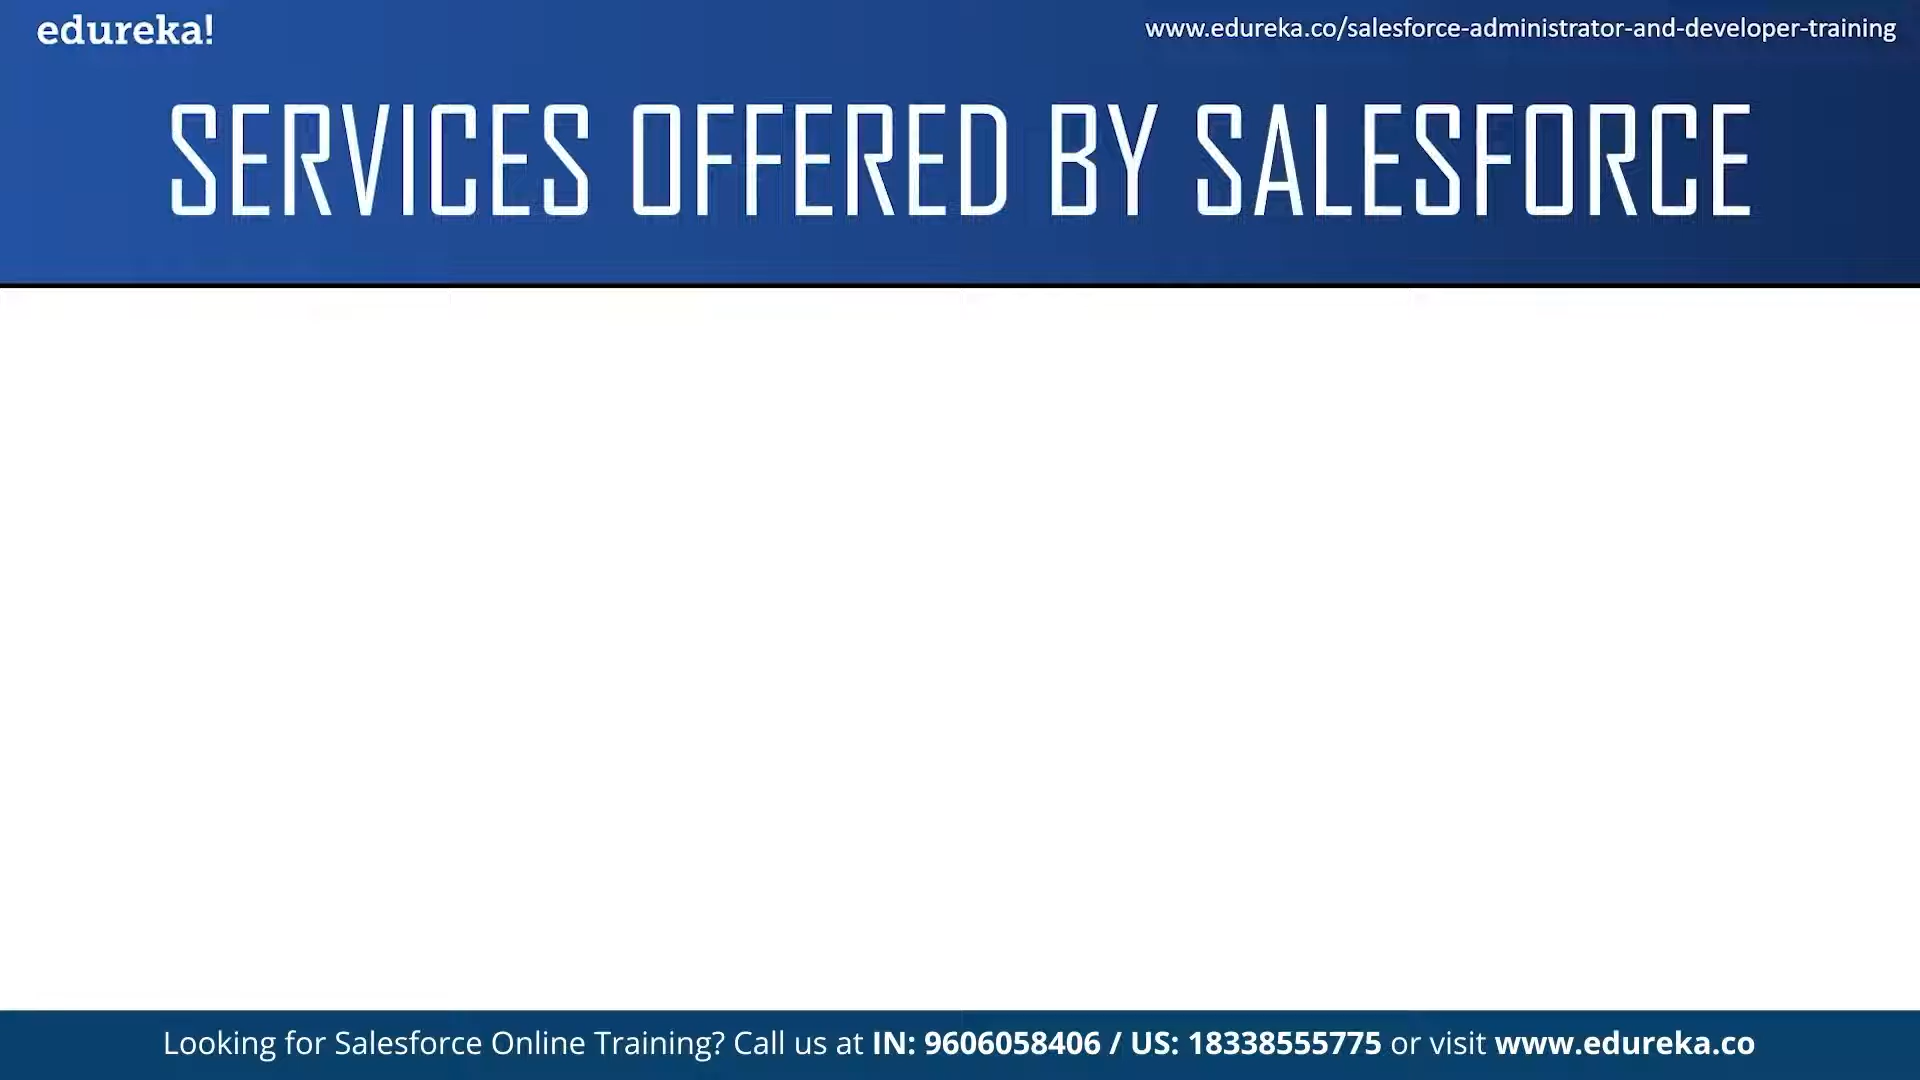 edureka!
www.edureka.co/salesforce-administrator-and-developer-training
SERVICES OFFERED BY SALESFORCE
Looking for Salesforce Online Training? Call us at IN: 9606058406 / US: 18338555775 or visit www.edureka.co